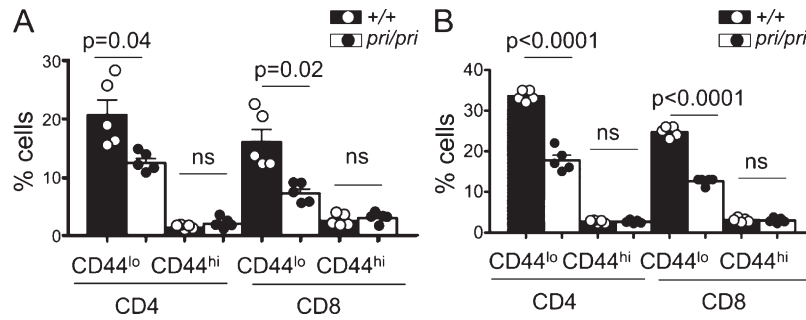 A
+/+
pri/pri
p=0.04
p=0.02
ns
ns
% cells
30
20
10
0
CD44lo CD44hi CD44lo CD44hi
CD4 CD8
B
+/+
pri/pri
p<0.0001
p<0.0001
ns
ns
% cells
40
30
20
10
0
CD44lo CD44hi CD44lo CD44hi
CD4 CD8